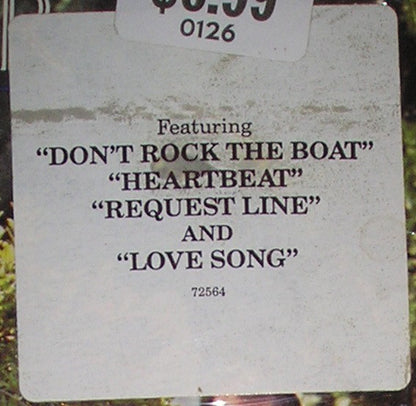 0126
Featuring
“DON'T ROCK THE BOAT”
“HEARTBEAT”
“REQUEST LINE”
AND
“LOVE SONG”
72564